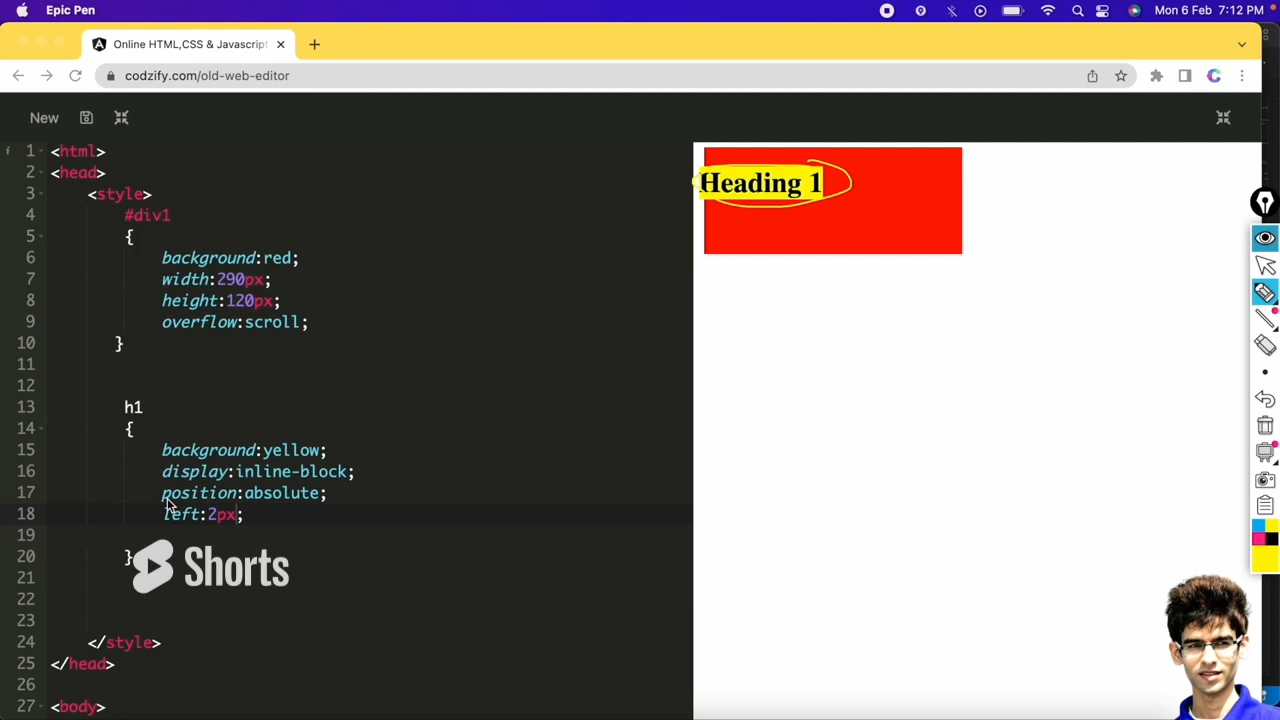 Epic Pen
Mon 6 Feb 7:12 PM
Online HTML,CSS & Javascript
codzify.com/old-web-editor
New
1 <html>
2 <head>
3 <style>
4 #div1
5 {
6 background:red;
7 width:290px;
8 height:120px;
9 overflow:scroll;
10 }
11
12
13 h1
14 {
15 background:yellow;
16 display:inline-block;
17 position:absolute;
18 left:2px;
19
20 }
21
22
23
24 </style>
25 </head>
26
27 <body>
Heading 1
Shorts